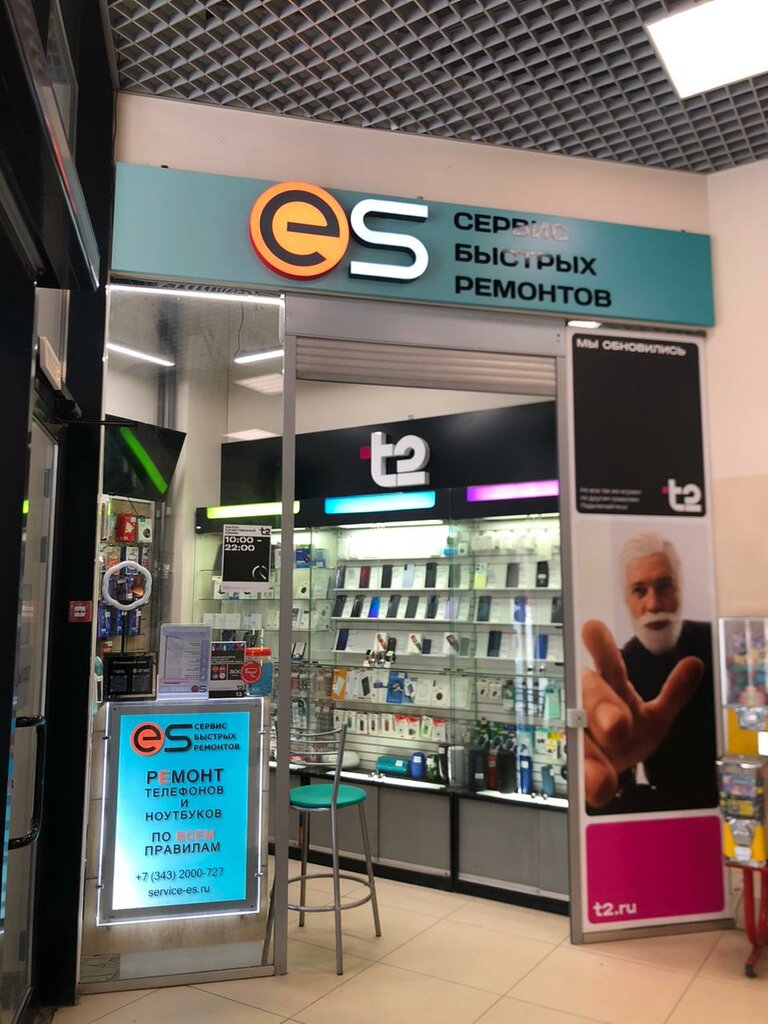 es
СЕРВИС
БЫСТРЫХ
РЕМОНТОВ
МЫ ОБНОВИЛИСЬ
t2
t2
t2
10:00 -
22:00
es
СЕРВИС
БЫСТРЫХ
РЕМОНТОВ
РЕМОНТ
ТЕЛЕФОНОВ
И
НОУТБУКОВ
ПО ВСЕМ
ПРАВИЛАМ
+7 (343) 2000-727
service-es.ru
t2.ru